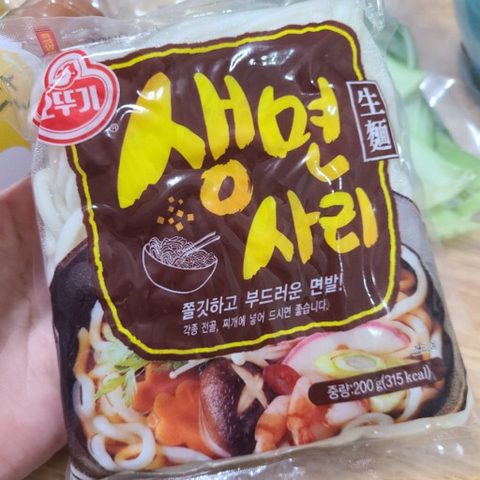 오뚜기
®
생면
사리
生麵
쫄깃하고 부드러운 면발!
각종 전골, 찌개에 넣어 드시면 좋습니다.
중량:200g(315kcal)